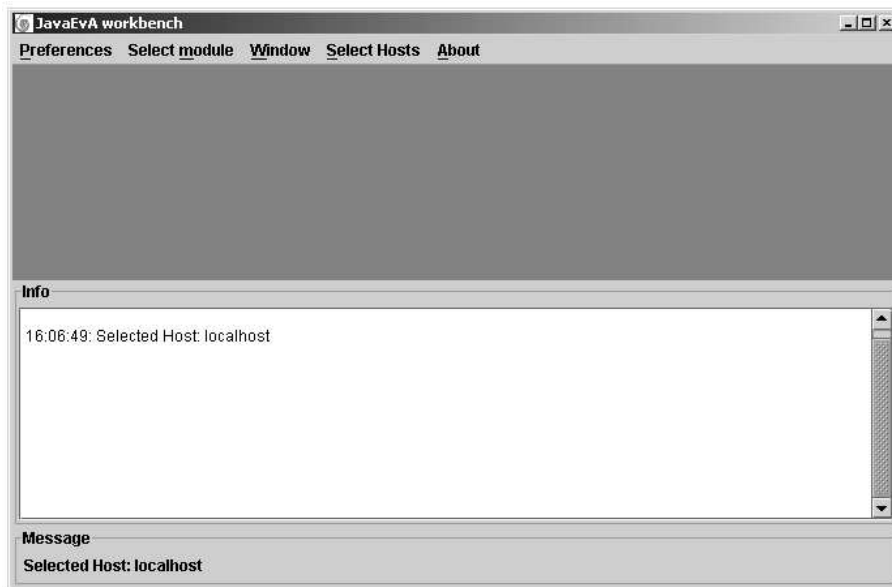 JavaEvA workbench
Preferences Select module Window Select Hosts About
Info
16:06:49: Selected Host: localhost
Message
Selected Host: localhost